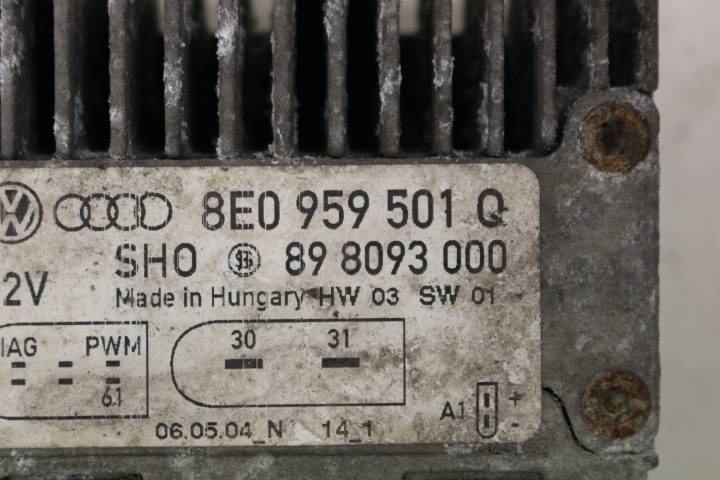 8E0 959 501 Q
SHO 89 8093 000
2V Made in Hungary HW 03 SW 01
IAG PWM 30 31
61
A1 + -
06.05.04_N 14_1